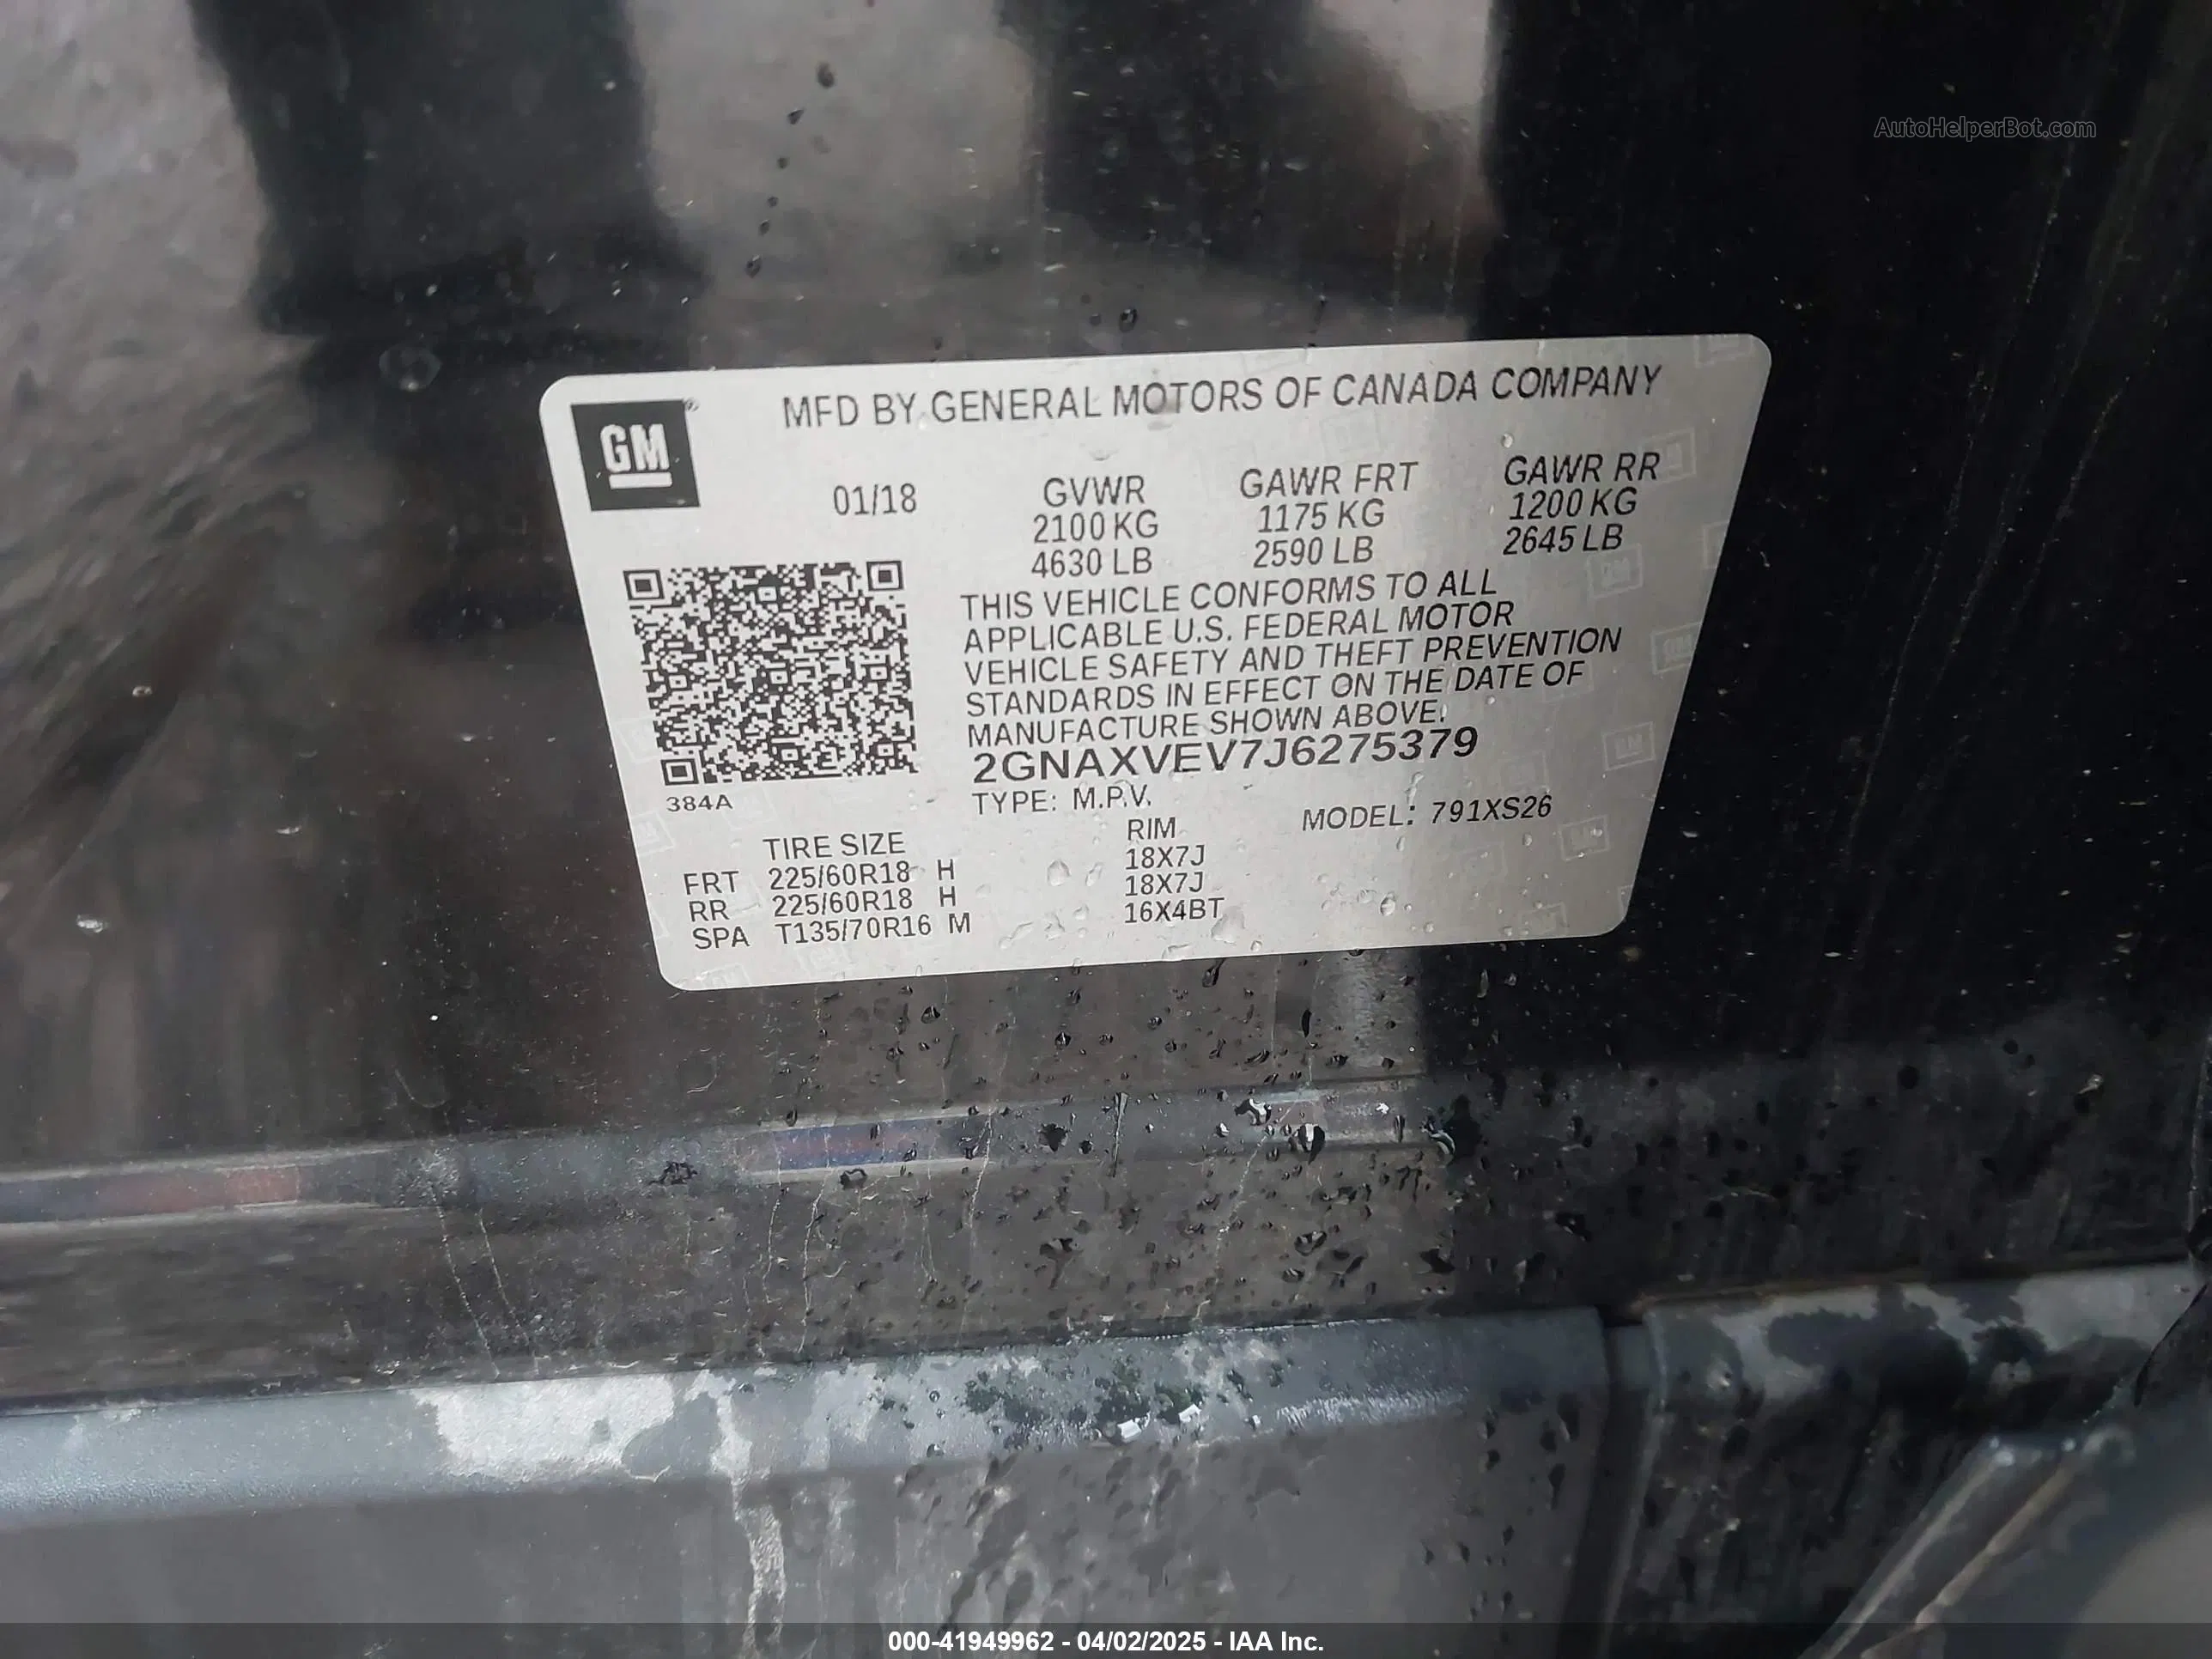 AutoHelperBot.com
GM
MFD BY GENERAL MOTORS OF CANADA COMPANY
01/18 GVWR GAWR FRT GAWR RR
2100 KG 1175 KG 1200 KG
4630 LB 2590 LB 2645 LB
THIS VEHICLE CONFORMS TO ALL
APPLICABLE U.S. FEDERAL MOTOR
VEHICLE SAFETY AND THEFT PREVENTION
STANDARDS IN EFFECT ON THE DATE OF
MANUFACTURE SHOWN ABOVE.
2GNAXVEV7J6275379
384A
TYPE: M.P.V. MODEL: 791XS26
TIRE SIZE RIM
FRT 225/60R18 H 18X7J
RR 225/60R18 H 18X7J
SPA T135/70R16 M 16X4BT
000-41949962 - 04/02/2025 - IAA Inc.